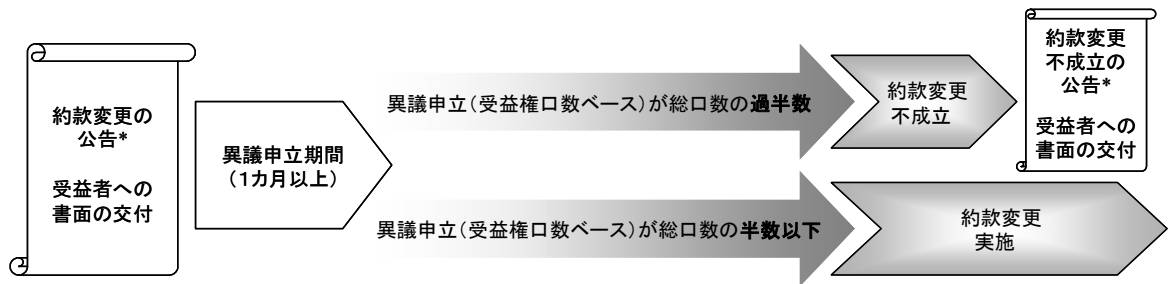 約款変更の
公告*
受益者への
書面の交付
異議申立期間
（1カ月以上）
異議申立（受益権口数ベース）が総口数の過半数
約款変更
不成立
約款変更
不成立の
公告*
受益者への
書面の交付
異議申立（受益権口数ベース）が総口数の半数以下
約款変更
実施